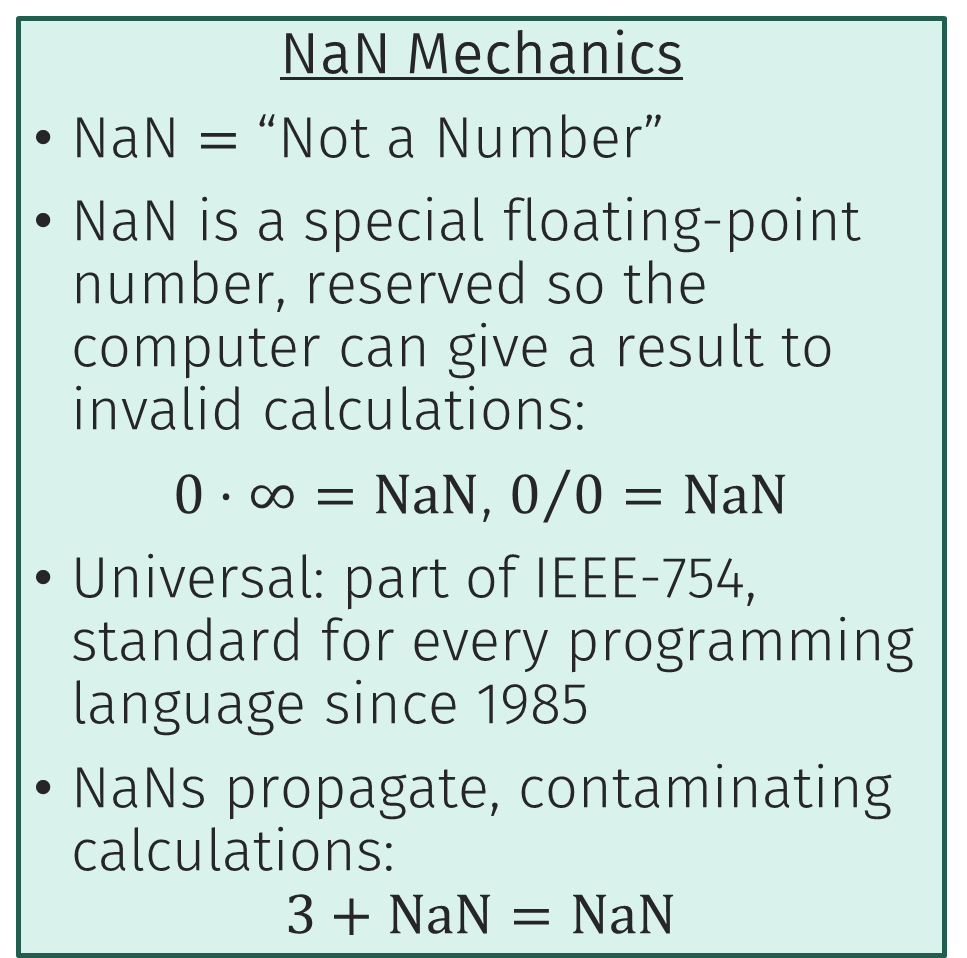 NaN Mechanics
• NaN = “Not a Number”
• NaN is a special floating-point
number, reserved so the
computer can give a result to
invalid calculations:
0 · ∞ = NaN, 0/0 = NaN
• Universal: part of IEEE-754,
standard for every programming
language since 1985
• NaNs propagate, contaminating
calculations:
3 + NaN = NaN